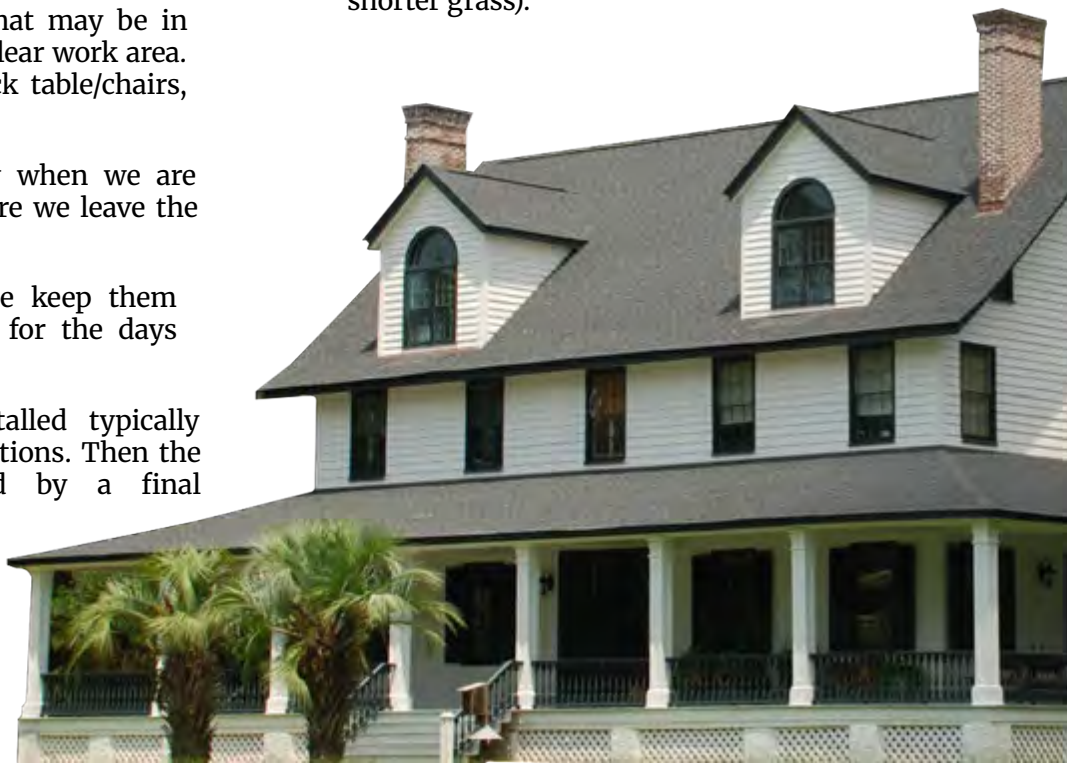 hat may be in
lear work area.
ck table/chairs,
when we are
re we leave the
e keep them
for the days
talled typically
tions. Then the
d by a final
shorter grass).